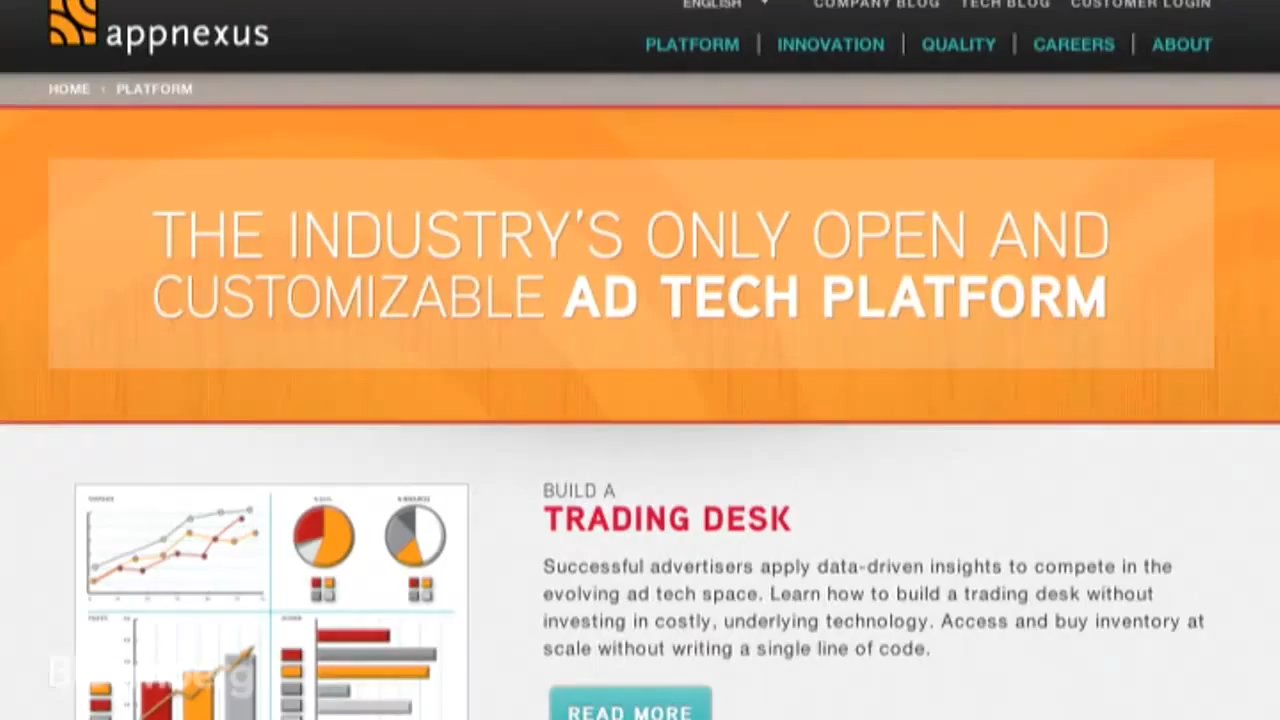 ENGLISH COMPANY BLOG TECH BLOG CUSTOMER LOGIN
appnexus
PLATFORM | INNOVATION | QUALITY | CAREERS | ABOUT
HOME ‹ PLATFORM
THE INDUSTRY'S ONLY OPEN AND
CUSTOMIZABLE AD TECH PLATFORM
BUILD A
TRADING DESK
Successful advertisers apply data-driven insights to compete in the
evolving ad tech space. Learn how to build a trading desk without
investing in costly, underlying technology. Access and buy inventory at
scale without writing a single line of code.
Bloomberg
READ MORE